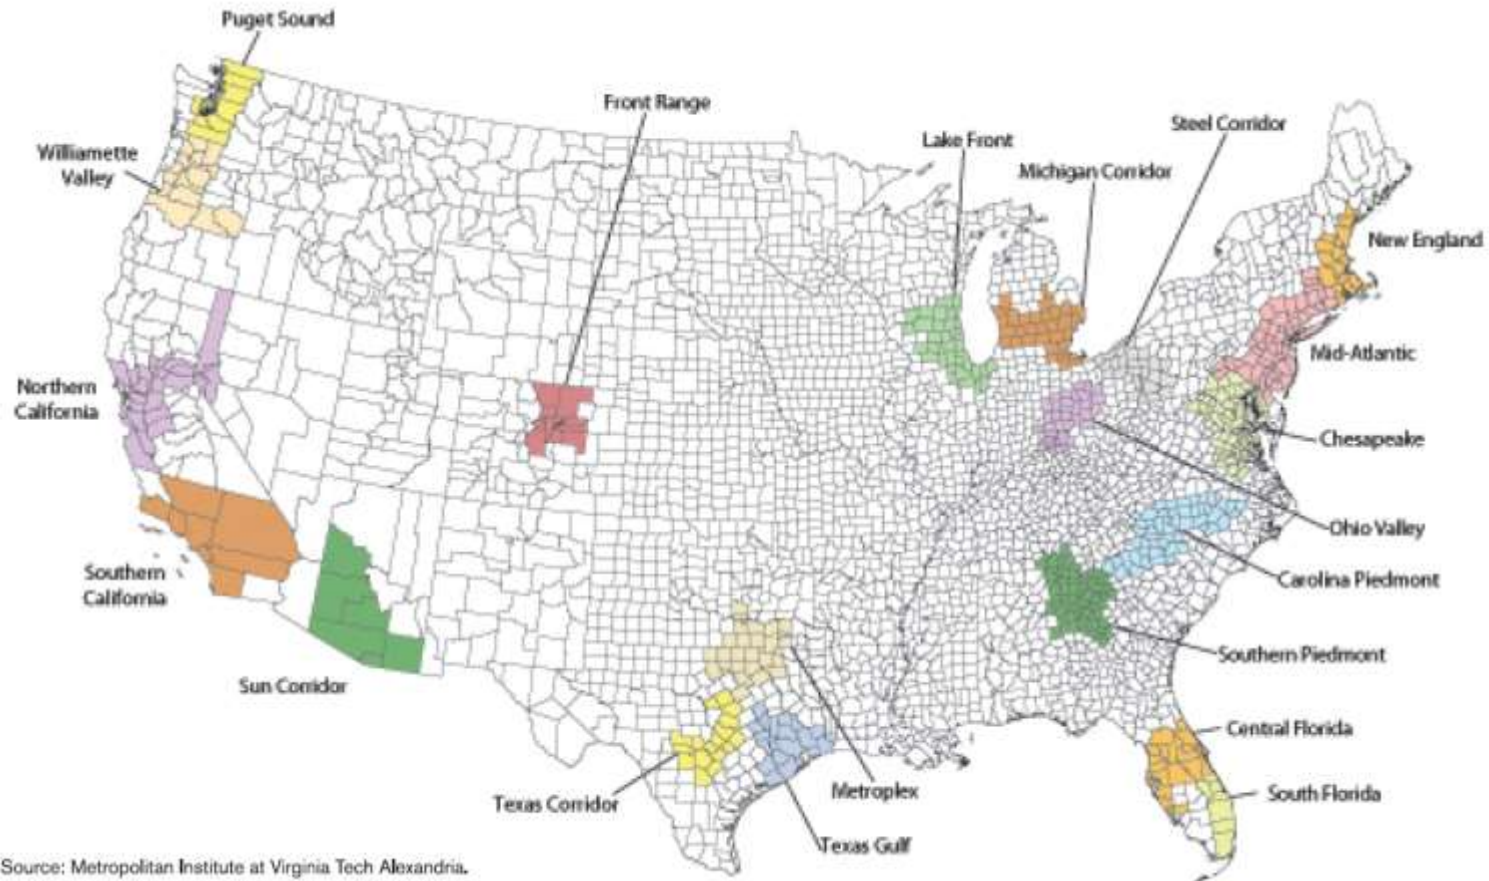 Puget Sound
Front Range
Steel Corridor
Lake Front
Michigan Corridor
Williamette
Valley
New England
Mid-Atlantic
Northern
California
Chesapeake
Ohio Valley
Carolina Piedmont
Southern
California
Southern Piedmont
Sun Corridor
Central Florida
Metroplex
South Florida
Texas Corridor
Texas Gulf
Source: Metropolitan Institute at Virginia Tech Alexandria.